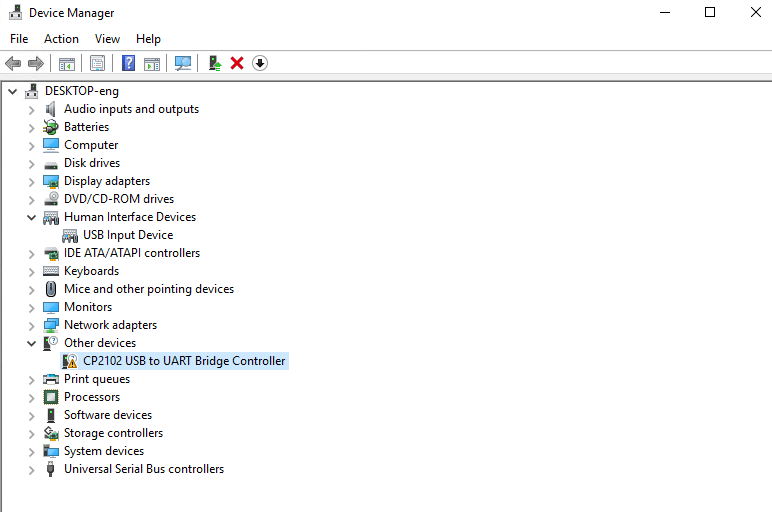 Device Manager
File Action View Help
DESKTOP-eng
Audio inputs and outputs
Batteries
Computer
Disk drives
Display adapters
DVD/CD-ROM drives
Human Interface Devices
USB Input Device
IDE ATA/ATAPI controllers
Keyboards
Mice and other pointing devices
Monitors
Network adapters
Other devices
CP2102 USB to UART Bridge Controller
Print queues
Processors
Software devices
Storage controllers
System devices
Universal Serial Bus controllers